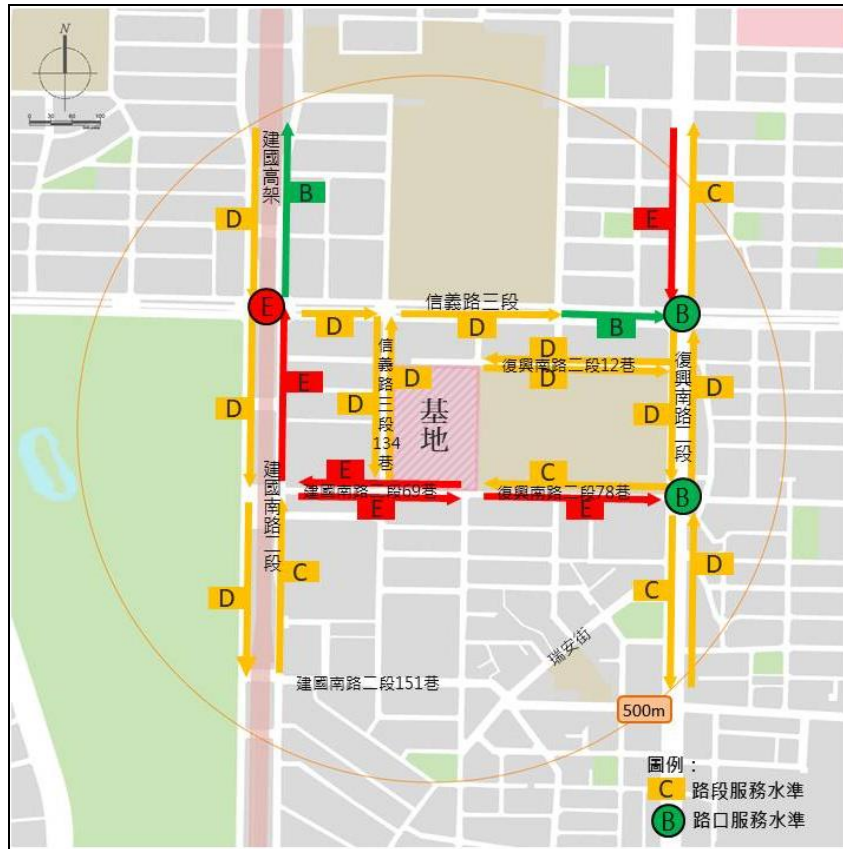 N
建國高架
B
D
E
C
E
信義路三段
B
D
D
B
D
復興南路二段12巷
D
D
E
D
信義路三段134巷
D
基地
復興南路二段
D
D
建國南路二段
E
建國南路二段69巷
E
C
復興南路二段78巷
E
B
D
C
C
D
瑞安街
建國南路二段151巷
500m
圖例：
C 路段服務水準
B 路口服務水準